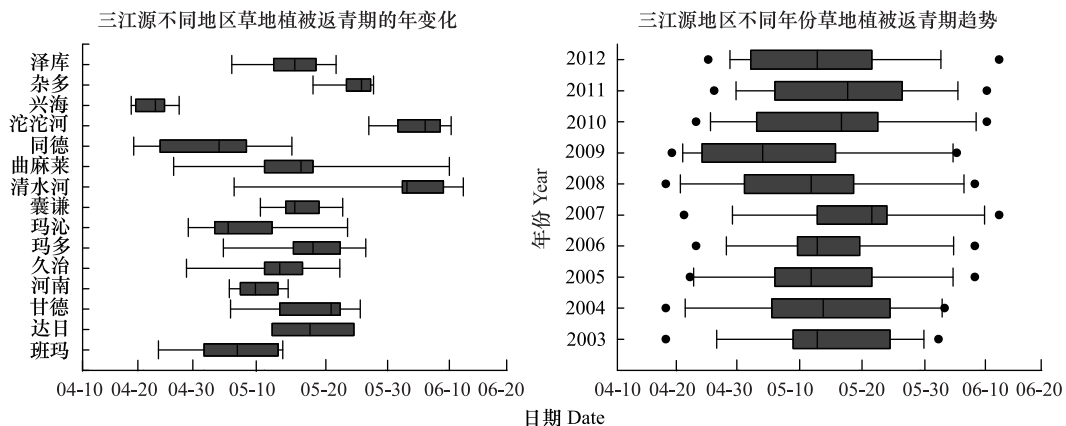 三江源不同地区草地植被返青期的年变化
泽库
杂多
兴海
沱沱河
同德
曲麻莱
清水河
囊谦
玛沁
玛多
久治
河南
甘德
达日
班玛
04-10 04-20 04-30 05-10 05-20 05-30 06-10 06-20
三江源地区不同年份草地植被返青期趋势
年份 Year
2012
2011
2010
2009
2008
2007
2006
2005
2004
2003
04-10 04-20 04-30 05-10 05-20 05-30 06-10 06-20
日期 Date